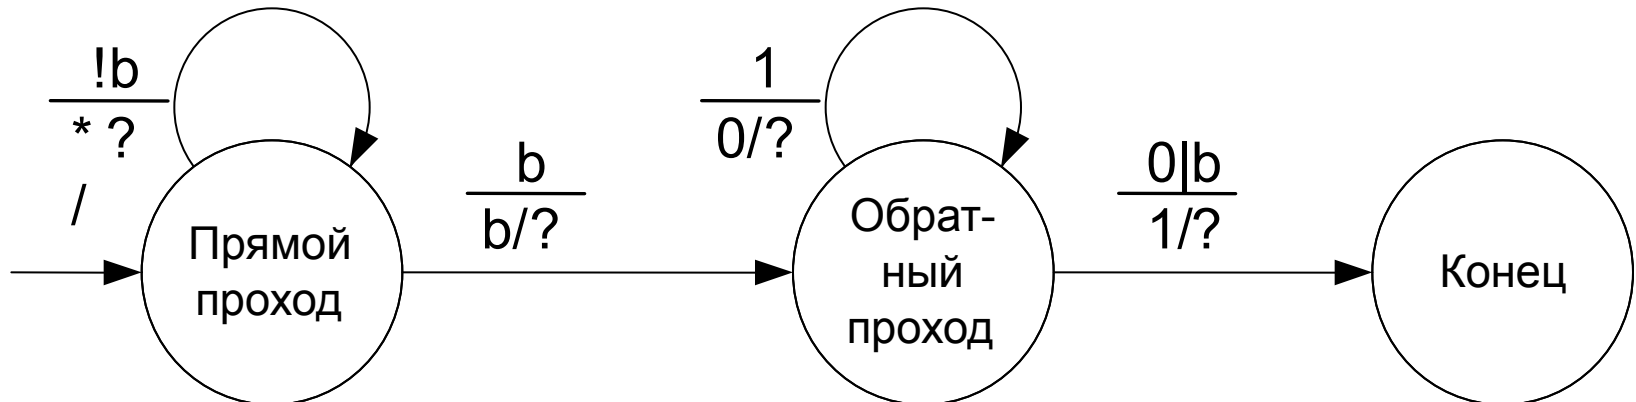 !b
* ?
/
Прямой
проход
b
b/?
1
0/?
Обрат-
ный
проход
0|b
1/?
Конец